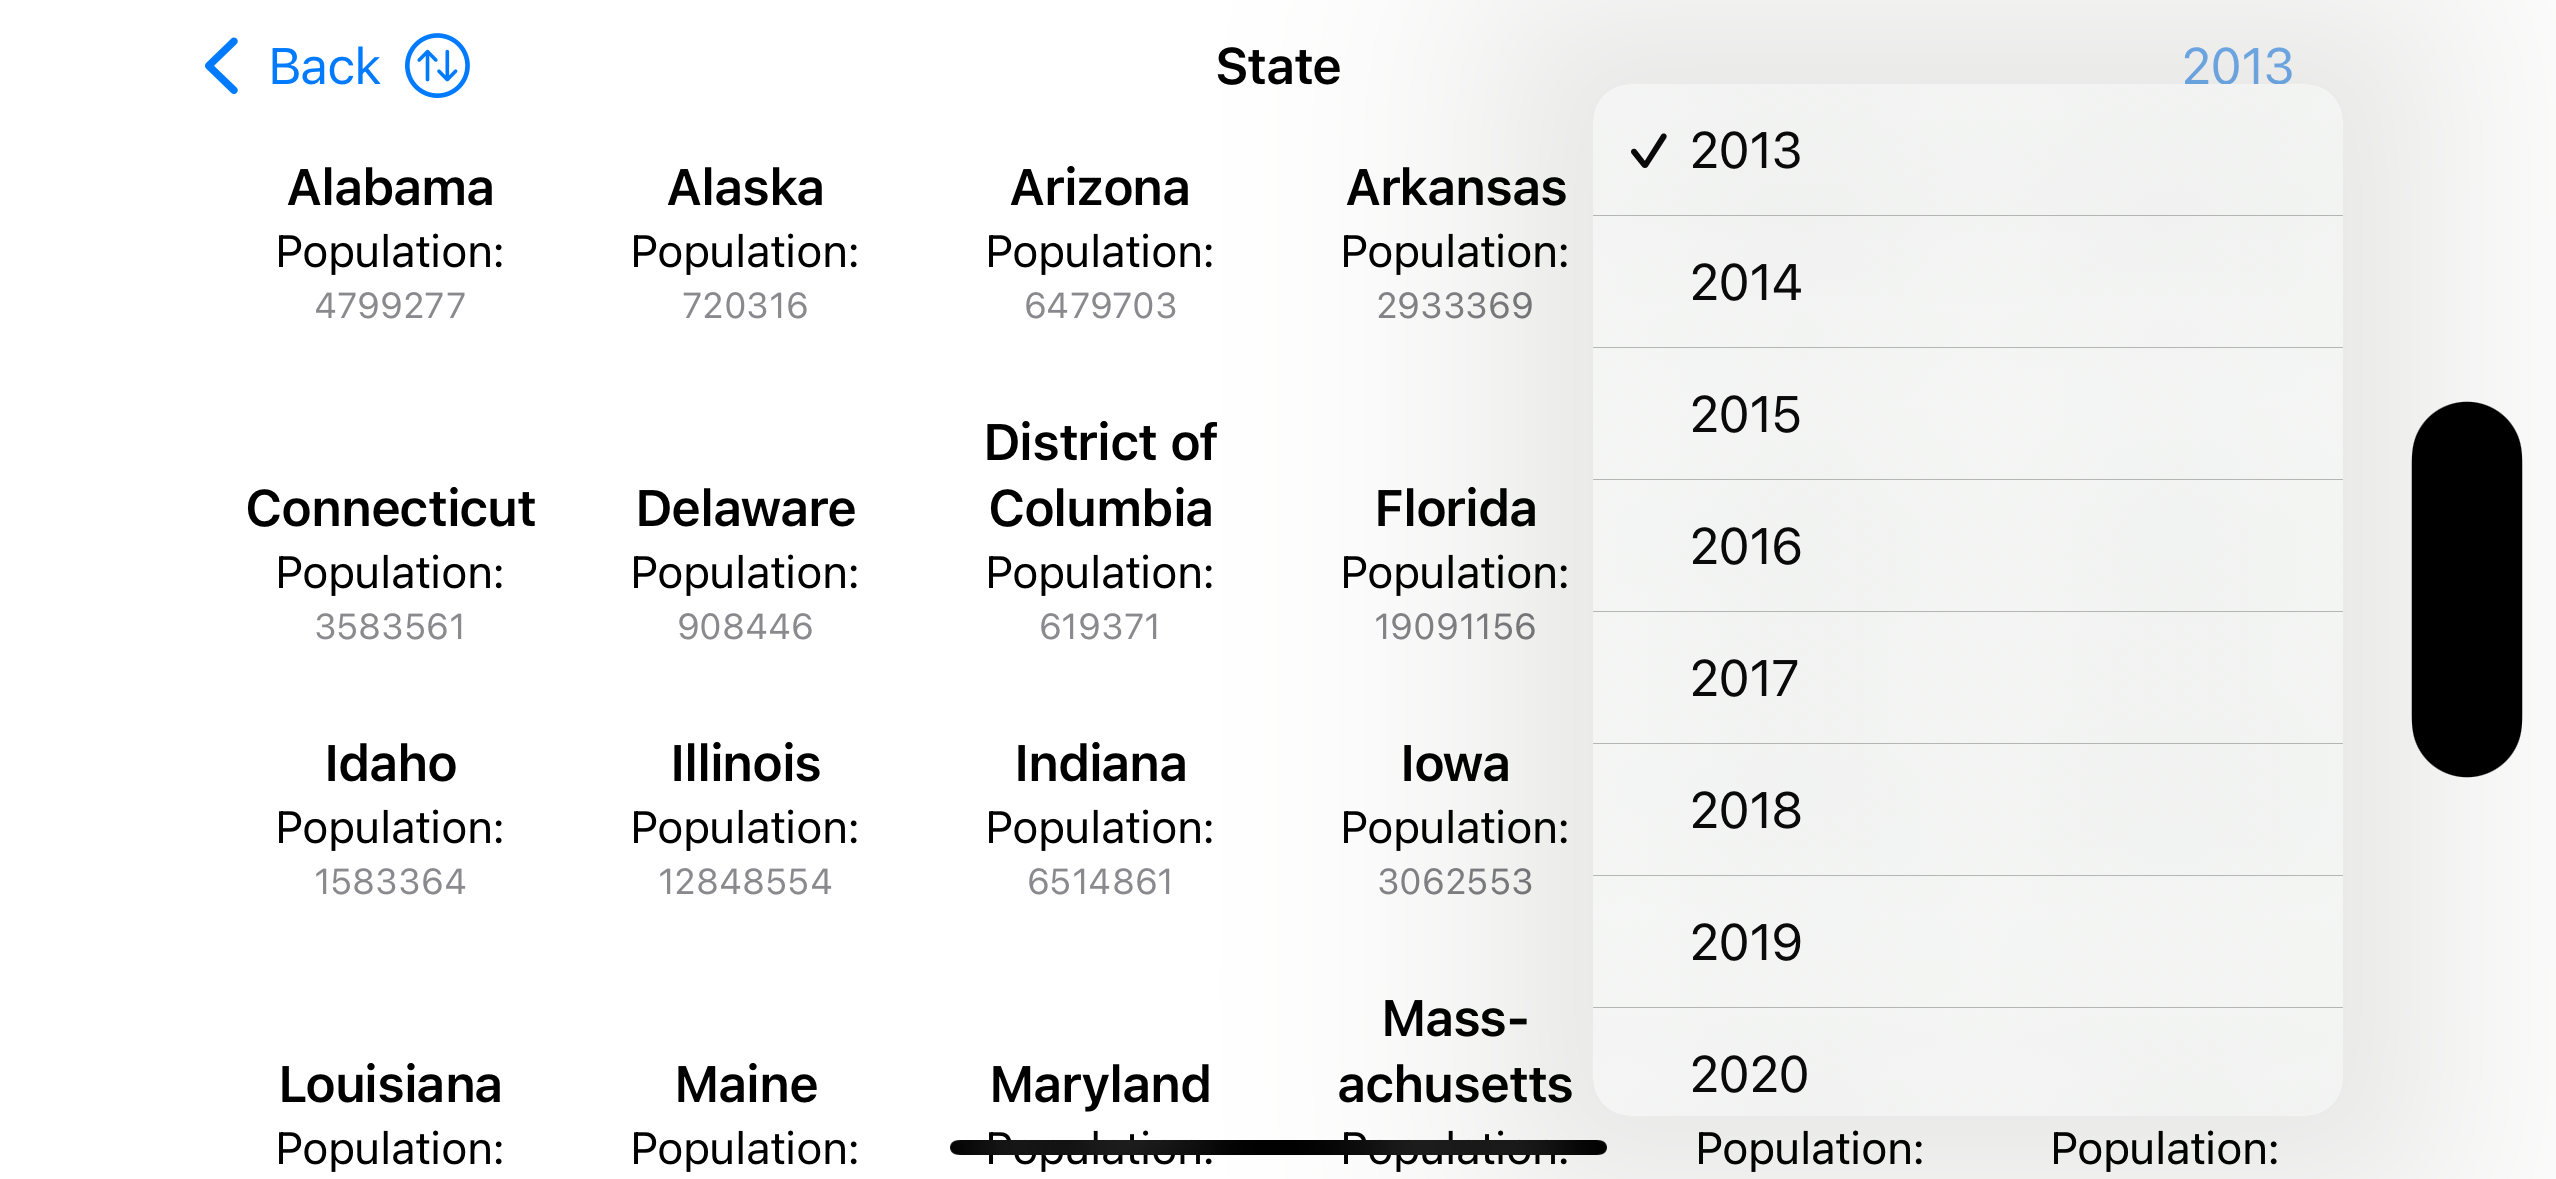 Back
State
2013
Alabama
Population:
4799277
Alaska
Population:
720316
Arizona
Population:
6479703
Arkansas
Population:
2933369
Connecticut
Population:
3583561
Delaware
Population:
908446
District of
Columbia
Population:
619371
Florida
Population:
19091156
Idaho
Population:
1583364
Illinois
Population:
12848554
Indiana
Population:
6514861
Iowa
Population:
3062553
Louisiana
Population:
Maine
Population:
Maryland
Population:
Mass-
achusetts
Population:
Population:
Population:
2013
2014
2015
2016
2017
2018
2019
2020